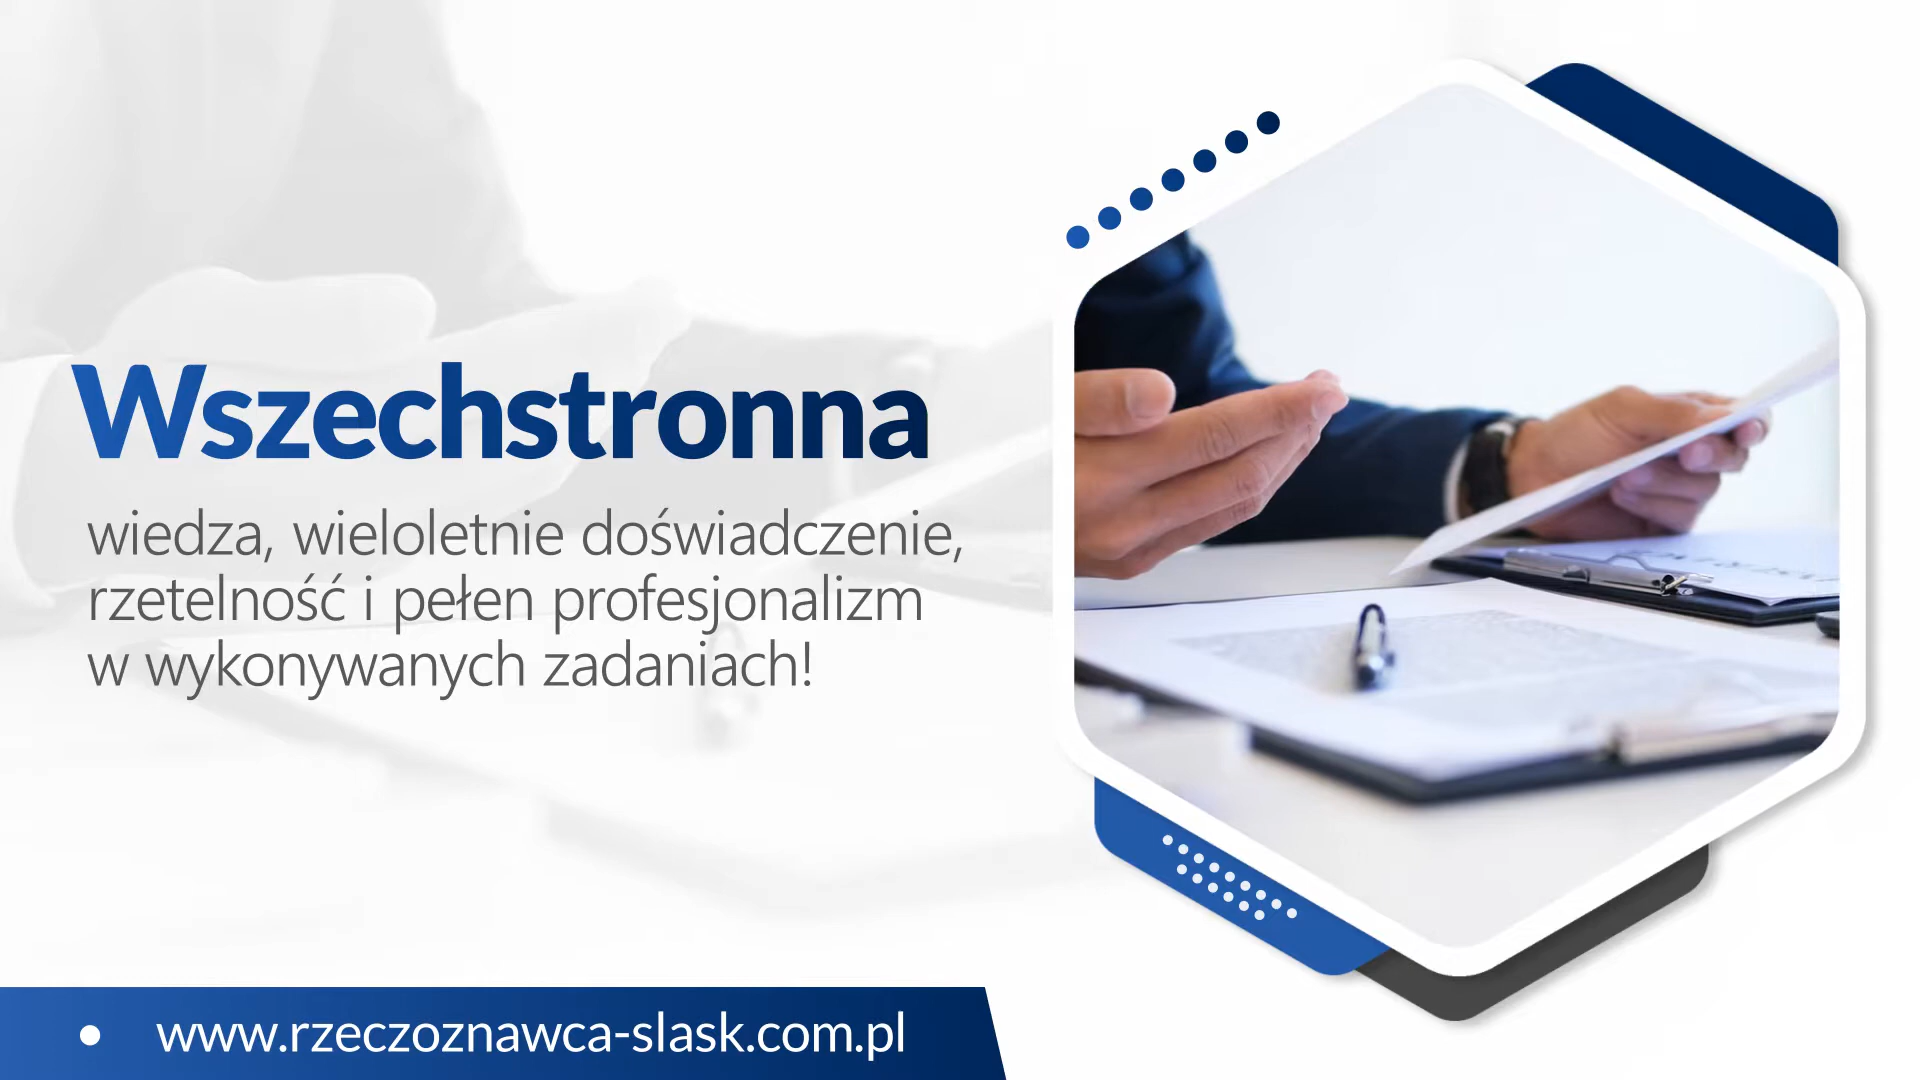 Wszechstronna
wiedza, wieloletnie doświadczenie,
rzetelność i pełen profesjonalizm
w wykonywanych zadaniach!
www.rzeczoznawca-slask.com.pl